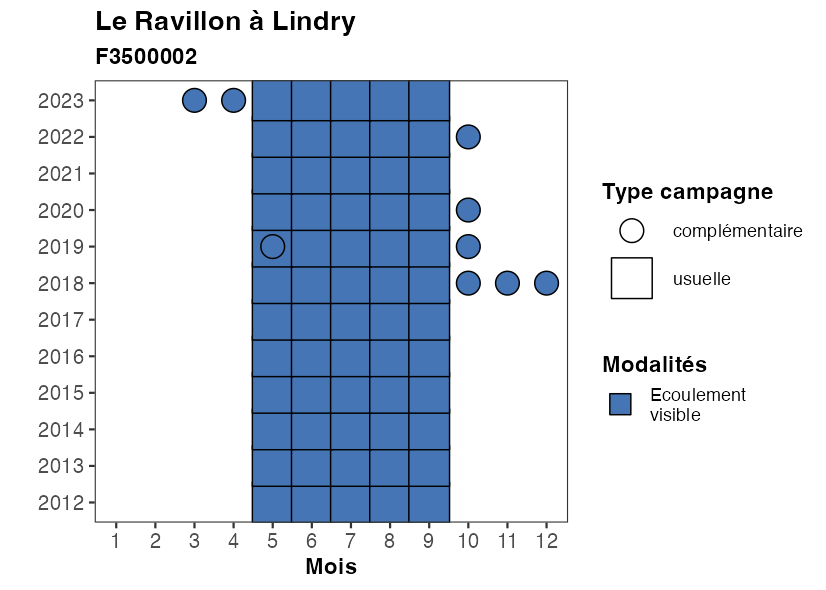 Le Ravillon à Lindry
F3500002
2023
2022
2021
2020
2019
2018
2017
2016
2015
2014
2013
2012
1 2 3 4 5 6 7 8 9 10 11 12
Mois
Type campagne
complémentaire
usuelle
Modalités
Ecoulement
visible